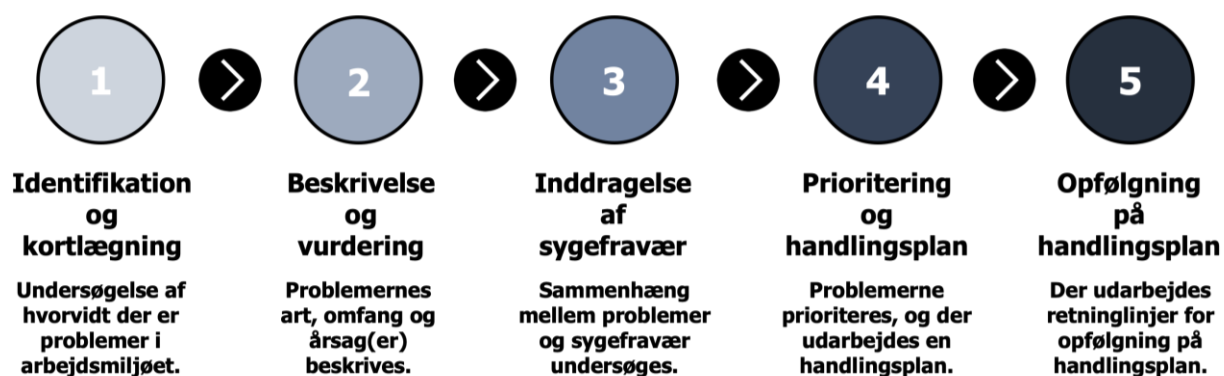 1
2
3
4
5
Identifikation
og
kortlægning
Undersøgelse af
hvorvidt der er
problemer i
arbejdsmiljøet.
Beskrivelse
og
vurdering
Problemernes
art, omfang og
årsag(er)
beskrives.
Inddragelse
af
sygefravær
Sammenhæng
mellem problemer
og sygefravær
undersøges.
Prioritering
og
handlingsplan
Problemerne
prioriteres, og der
udarbejdes en
handlingsplan.
Opfølgning
på
handlingsplan
Der udarbejdes
retninglinjer for
opfølgning på
handlingsplan.